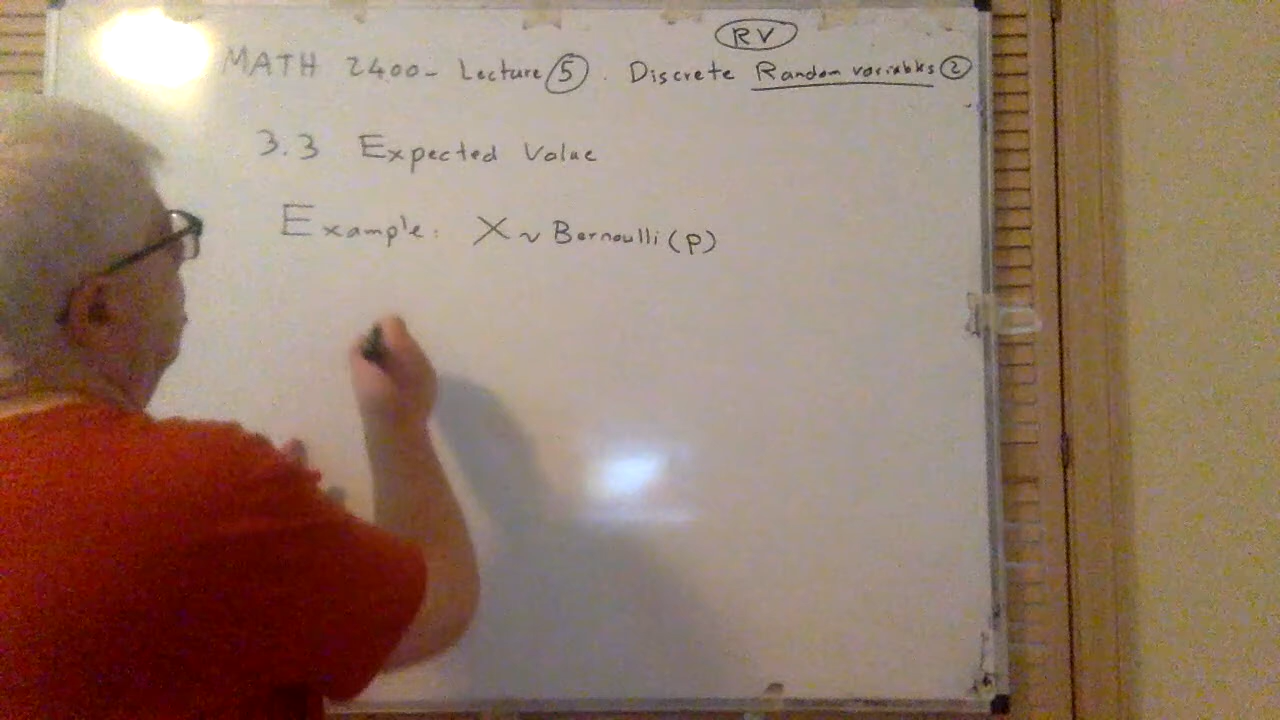 RV
MATH 2400- Lecture 5. Discrete Random variables 2
3.3 Expected Value
Example: X ~ Bernoulli (p)